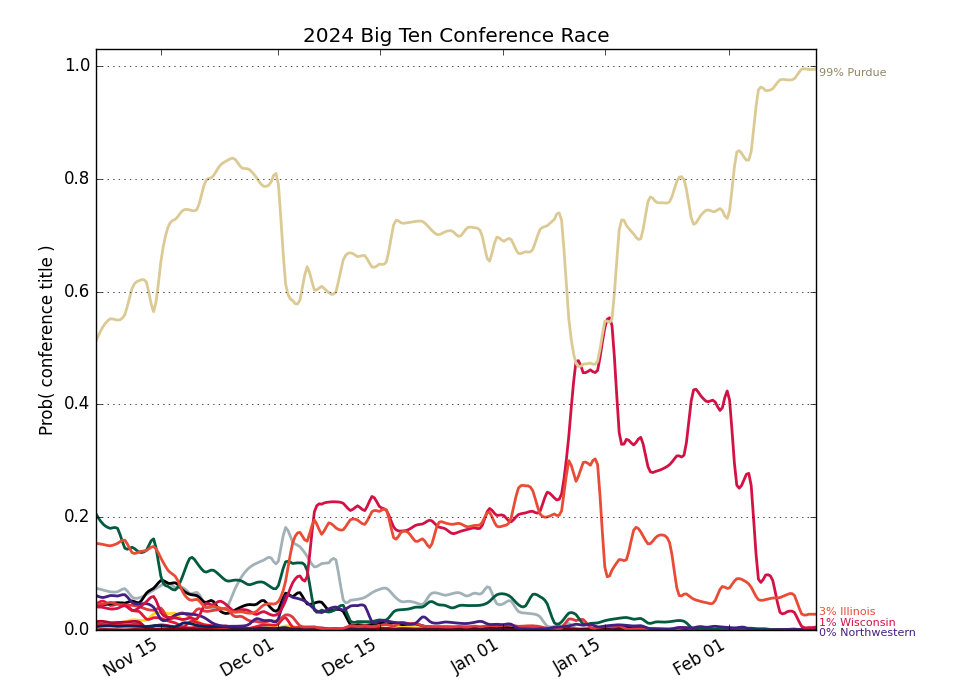 2024 Big Ten Conference Race
1.0
0.8
0.6
0.4
0.2
0.0
Prob( conference title )
99% Purdue
3% Illinois
1% Wisconsin
0% Northwestern
Nov 15
Dec 01
Dec 15
Jan 01
Jan 15
Feb 01